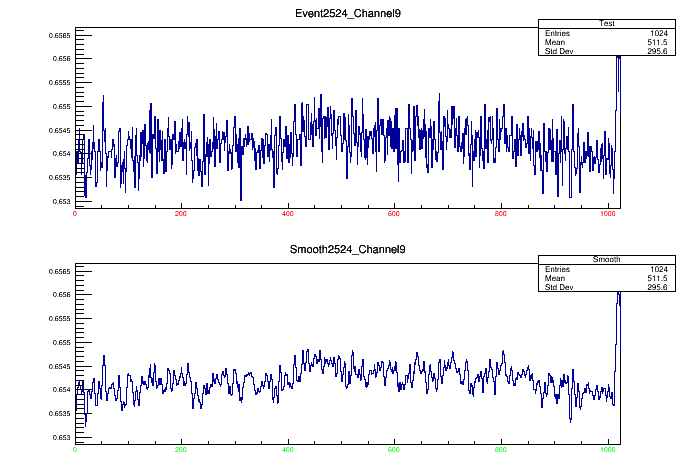 Event2524_Channel9
Test
Entries 1024
Mean 511.5
Std Dev 295.6
0.6565
0.656
0.6555
0.655
0.6545
0.654
0.6535
0.653
0 200 400 600 800 1000
Smooth2524_Channel9
Smooth
Entries 1024
Mean 511.5
Std Dev 295.6
0.6565
0.656
0.6555
0.655
0.6545
0.654
0.6535
0.653
0 200 400 600 800 1000